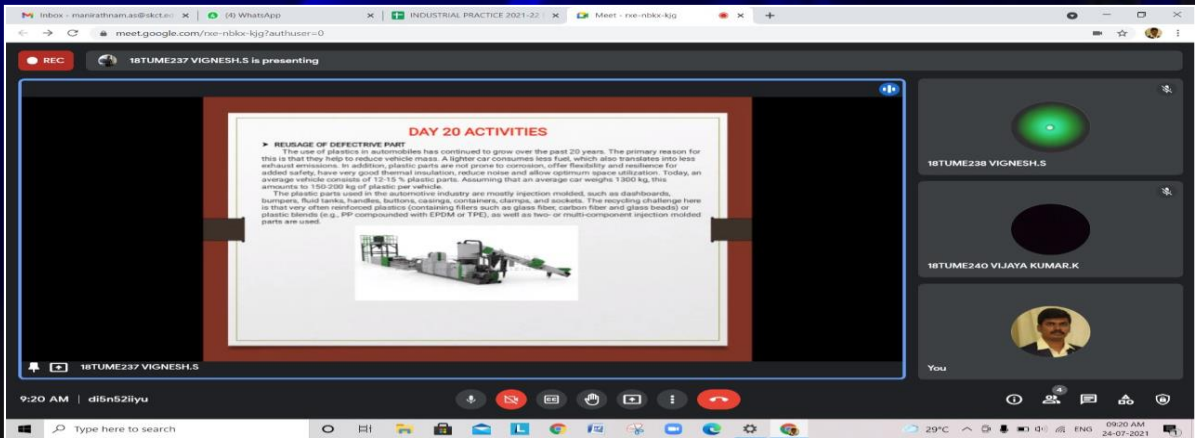 Inbox - manirathnam.as@skct.ed
(4) WhatsApp
INDUSTRIAL PRACTICE 2021-22
Meet - rxe-nbkx-kjg
meet.google.com/rxe-nbkx-kjg?authuser=0
REC
18TUME237 VIGNESH.S is presenting
DAY 20 ACTIVITIES
➤ REUSAGE OF DEFECTRIVE PART
The use of plastics in automobiles has continued to grow over the past 20 years. The primary reason for
this is that they help to reduce vehicle mass. A lighter car consumes less fuel, which also translates into less
exhaust emissions. In addition, plastic parts are not prone to corrosion, offer flexibility and resilience for
added safety, have very good thermal insulation, reduce noise and allow optimum space utilization. Today, an
average vehicle consists of 12-15 % plastic parts. Assuming that an average car weighs 1300 kg, this
amounts to 150-200 kg of plastic per vehicle.
The plastic parts used in the automotive industry are mostly injection molded, such as dashboards,
bumpers, fluid tanks, handles, buttons, casings, containers, clamps, and sockets. The recycling challenge here
is that very often reinforced plastics (containing fillers such as glass fiber, carbon fiber and glass beads) or
plastic blends (e.g., PP compounded with EPDM or TPE), as well as two- or multi-component injection molded
parts are used.
18TUME237 VIGNESH.S
18TUME238 VIGNESH.S
18TUME240 VIJAYA KUMAR.K
You
9:20 AM | di5n52iiyu
4
Type here to search
29°C
ENG
09:20 AM
24-07-2021